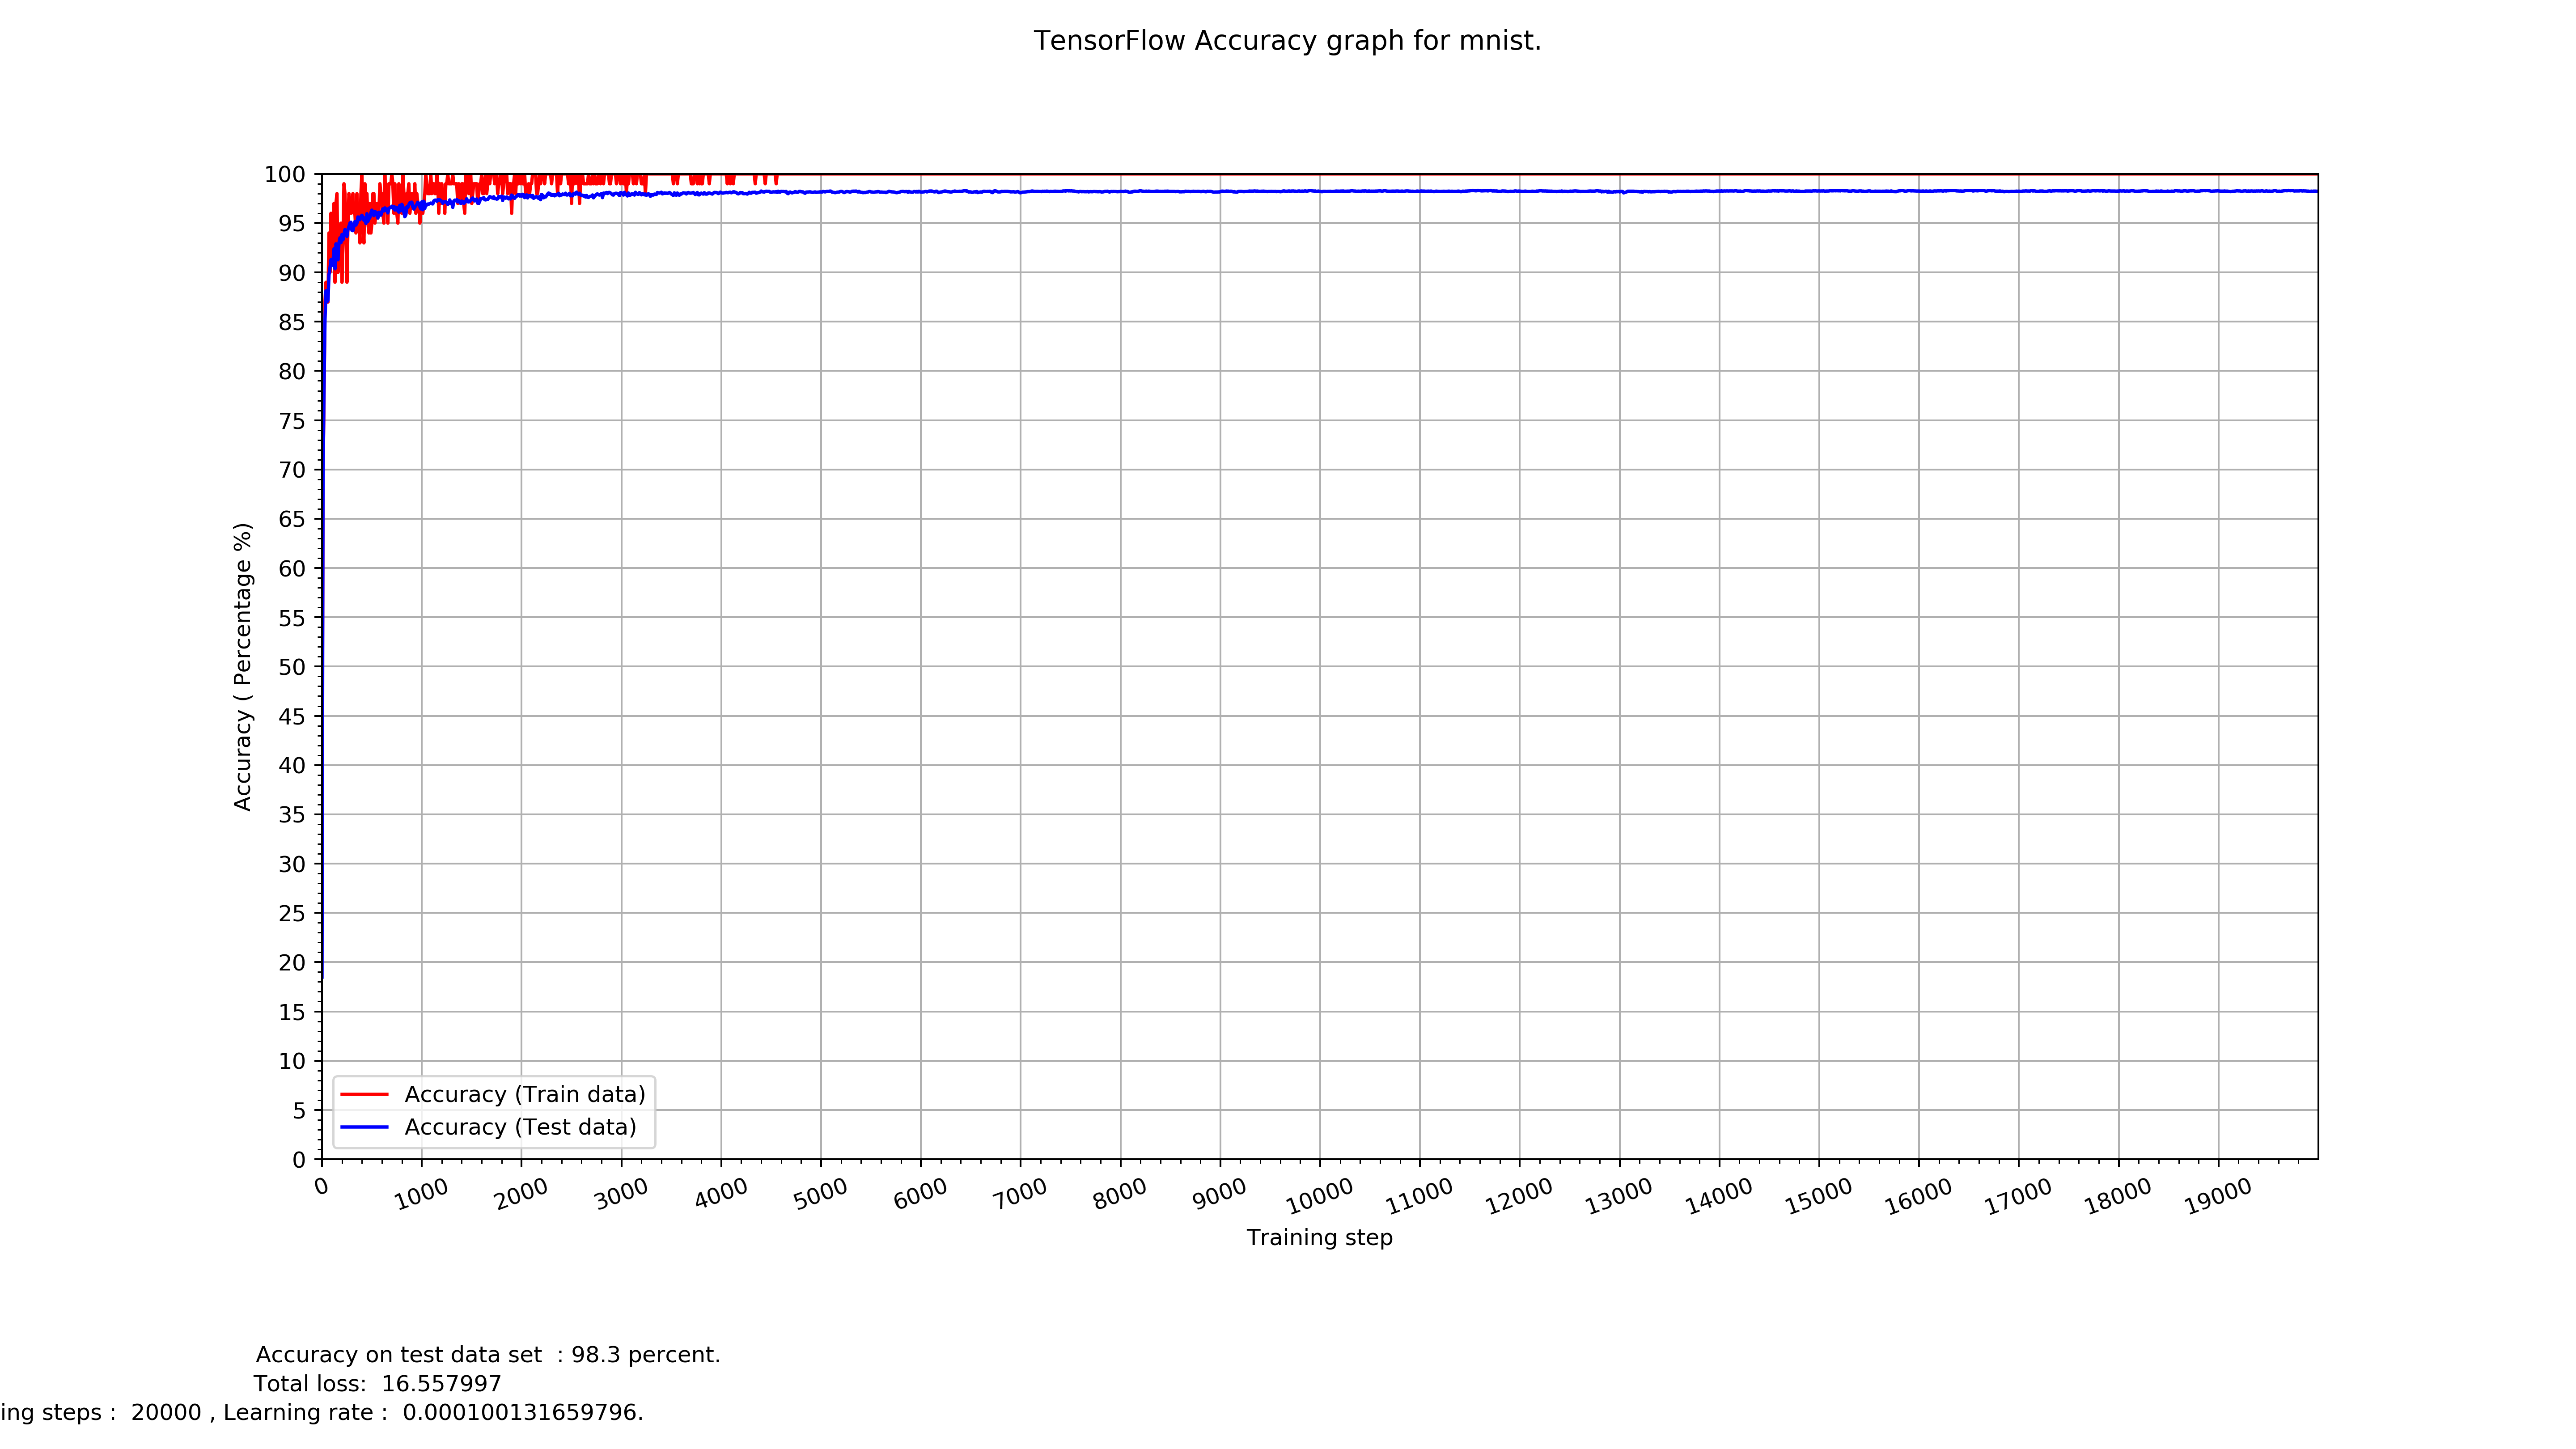 TensorFlow Accuracy graph for mnist.
100
95
90
85
80
75
70
65
60
55
50
45
40
35
30
25
20
15
10
5
0
Accuracy ( Percentage %)
Accuracy (Train data)
Accuracy (Test data)
0 1000 2000 3000 4000 5000 6000 7000 8000 9000 10000 11000 12000 13000 14000 15000 16000 17000 18000 19000
Training step
Accuracy on test data set  : 98.3 percent.
Total loss:  16.557997
ing steps :  20000 , Learning rate :  0.000100131659796.